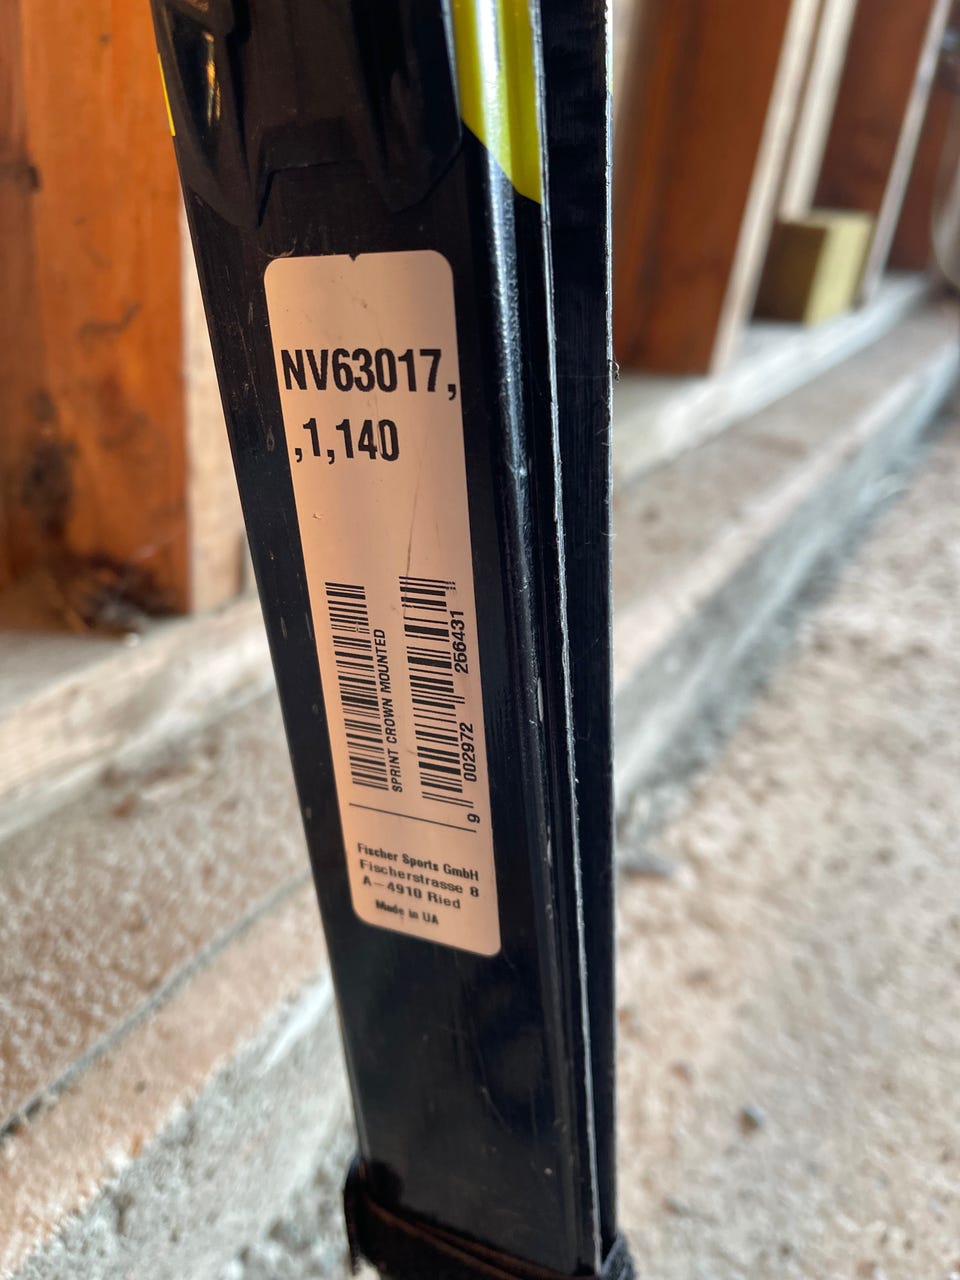 NV63017,
,1,140
SPRINT CROWN MOUNTED
9 002972 256431
Fischer Sports GmbH
Fischerstrasse 8
A-4910 Ried
Made in UA